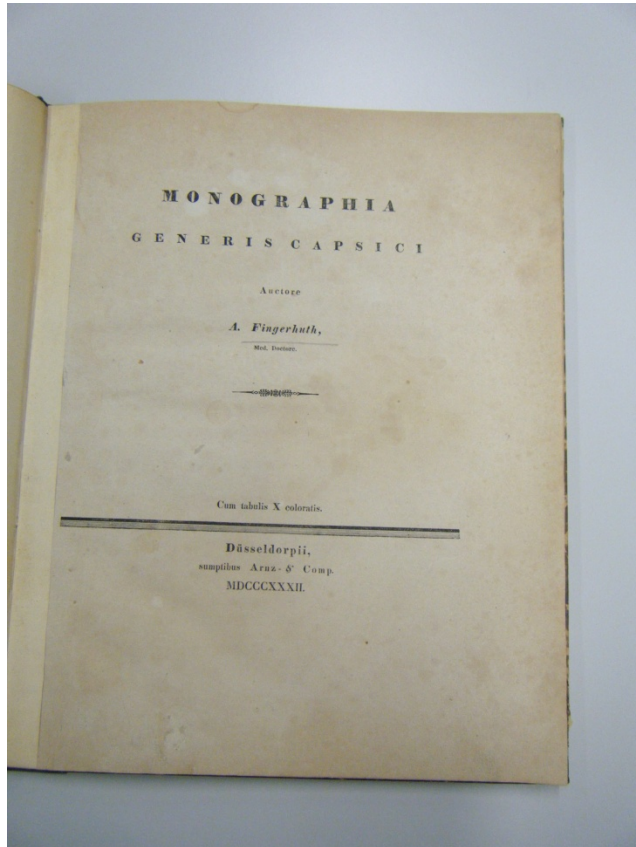 MONOGRAPHIA
GENERIS CAPSICI
Auctore
A. Fingerhuth,
Med. Doctore.
Cum tabulis X coloratis.
Düsseldorpii,
sumptibus Arnz & Comp.
MDCCCXXXII.